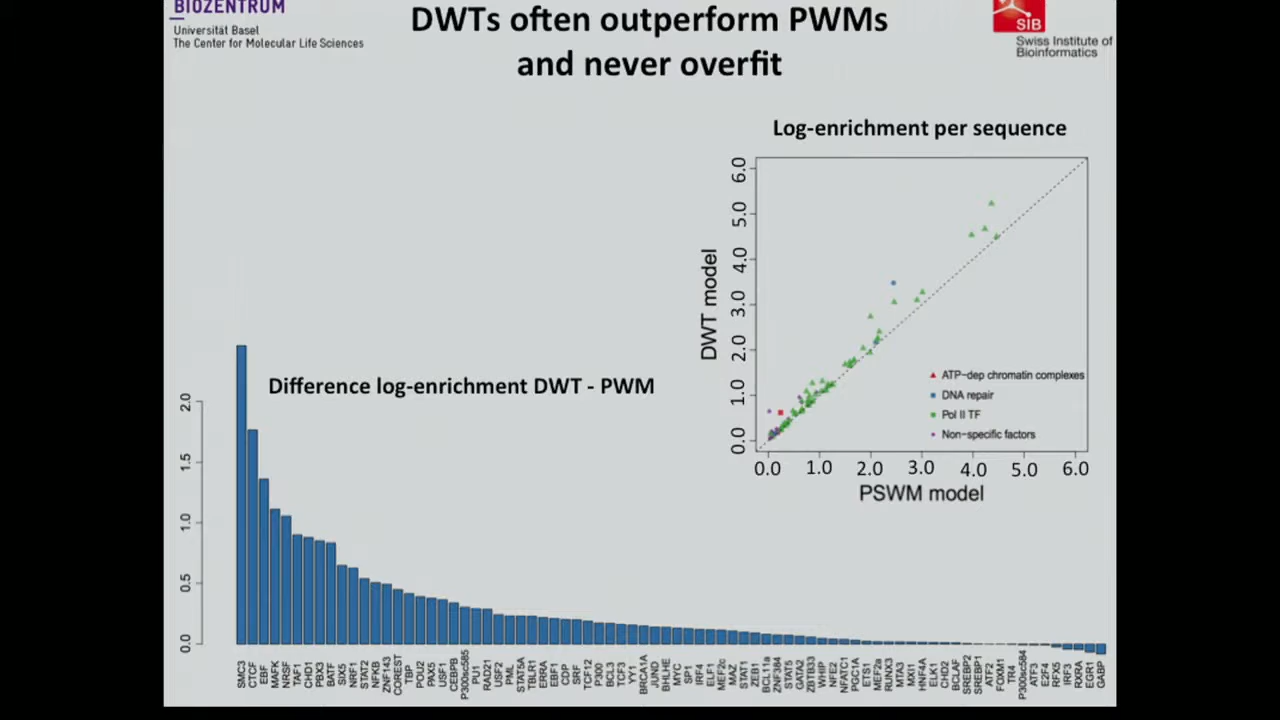 BIOZENTRUM
Universität Basel
The Center for Molecular Life Sciences
DWTs often outperform PWMs
and never overfit
SIB
Swiss Institute of
Bioinformatics
Log-enrichment per sequence
DWT model
6.0
5.0
4.0
3.0
2.0
1.0
0.0
ATP-dep chromatin complexes
DNA repair
Pol II TF
Non-specific factors
0.0 1.0 2.0 3.0 4.0 5.0 6.0
PSWM model
Difference log-enrichment DWT - PWM
2.0
1.5
1.0
0.5
0.0
SMC3 CTCF EBF MAFK NRSF TAF1 CHD1 PBX3 BATF SIX5 NRF1 STAT2 NFKB ZNF143 COREST TBP POU2 PAX5 USF1 CEBPB P300sc585 PU1 RAD21 USF2 PML STAT5A TBLR1 ERRA EBF1 CDP SRF TCF12 P300 BCL3 TCF3 YY1 BRCA1A JUND BHLHE MYC SP1 IRF4 ELF1 MEF2c MAZ STAT1 ZEB1 BCL11a ZNF384 STAT5 GATA2 ZBTB33 WHIP NFE2 NFATC1 PGC1A ETS1 MEF2a RUNX3 MTA3 MXI1 HNF4A ELK1 CHD2 BCLAF SREBP2 SREBP1 ATF2 FOXM1 TR4 P300sc584 ATF3 E2F4 RFX5 IRF3 RXRA EGR1 GABP